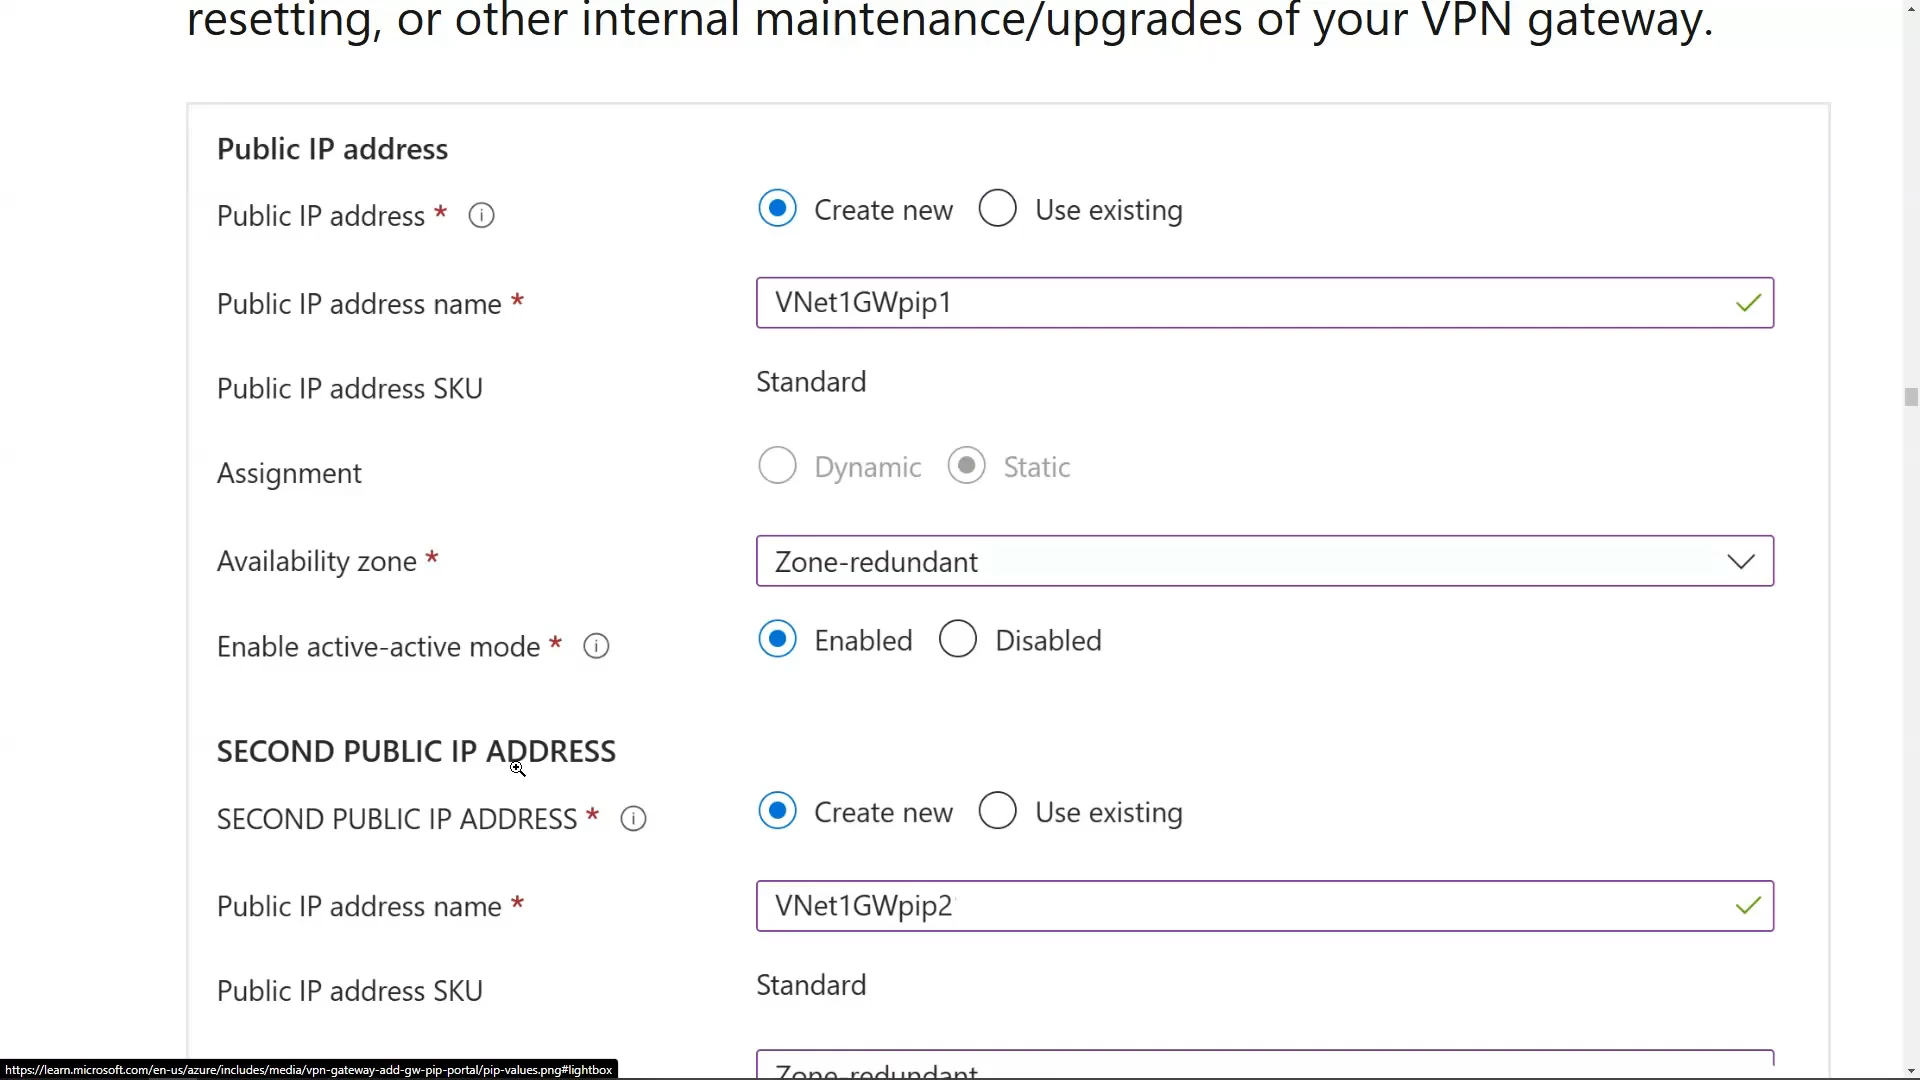 resetting, or other internal maintenance/upgrades of your VPN gateway.
Public IP address
Public IP address * Create new Use existing
Public IP address name * VNet1GWpip1
Public IP address SKU Standard
Assignment Dynamic Static
Availability zone * Zone-redundant
Enable active-active mode * Enabled Disabled
SECOND PUBLIC IP ADDRESS
SECOND PUBLIC IP ADDRESS * Create new Use existing
Public IP address name * VNet1GWpip2
Public IP address SKU Standard
Zone-redundant
https://learn.microsoft.com/en-us/azure/includes/media/vpn-gateway-add-gw-pip-portal/pip-values.png#lightbox